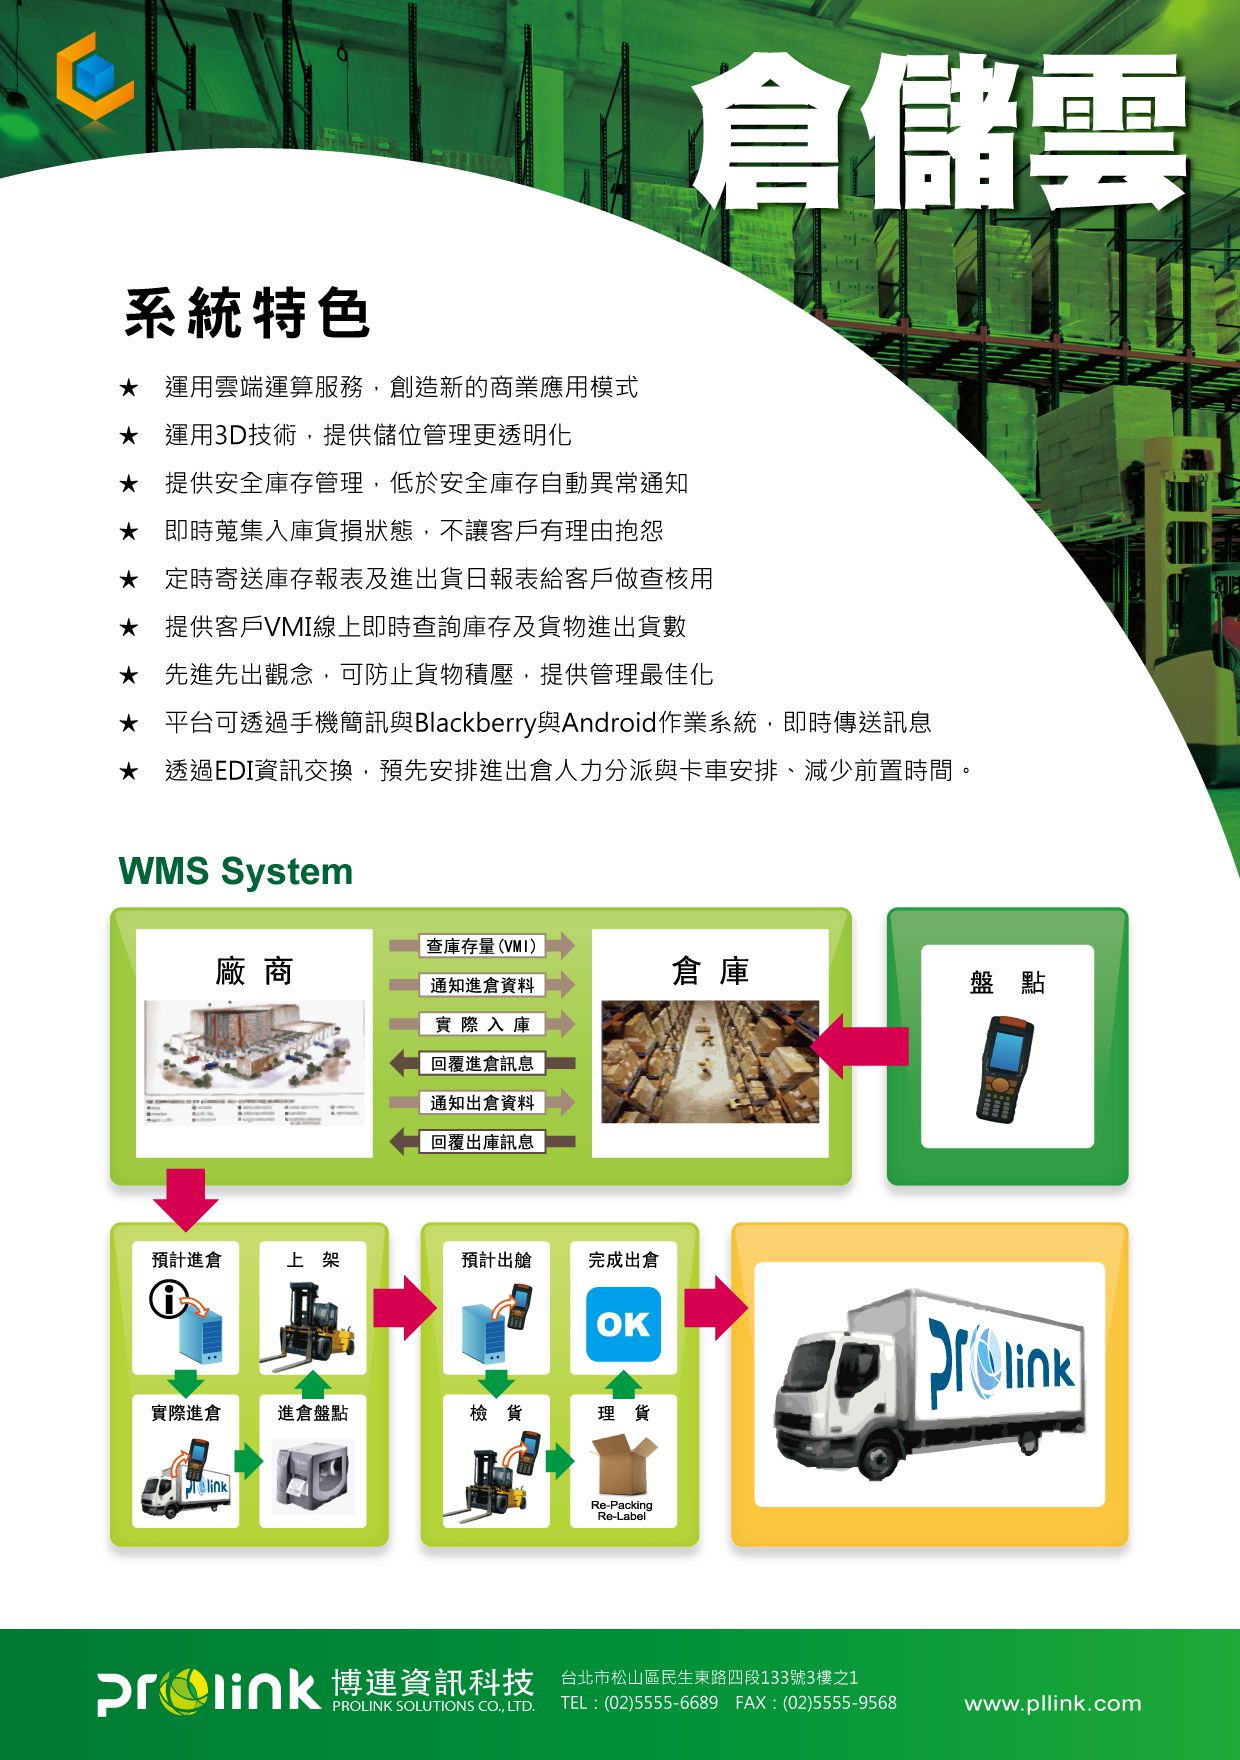 倉儲雲
系統特色
★ 運用雲端運算服務，創造新的商業應用模式
★ 運用3D技術，提供儲位管理更透明化
★ 提供安全庫存管理，低於安全庫存自動異常通知
★ 即時蒐集入庫貨損狀態，不讓客戶有理由抱怨
★ 定時寄送庫存報表及進出貨日報表給客戶做查核用
★ 提供客戶VMI線上即時查詢庫存及貨物進出貨數
★ 先進先出觀念，可防止貨物積壓，提供管理最佳化
★ 平台可透過手機簡訊與Blackberry與Android作業系統，即時傳送訊息
★ 透過EDI資訊交換，預先安排進出倉人力分派與卡車安排、減少前置時間。
WMS System
廠商
查庫存量(VMI)
通知進倉資料
實際入庫
回覆進倉訊息
通知出倉資料
回覆出庫訊息
倉庫
盤點
預計進倉
上架
實際進倉
進倉盤點
prolink
預計出艙
完成出倉
OK
檢貨
理貨
Re-Packing
Re-Label
Prolink
prolink 博連資訊科技
PROLINK SOLUTIONS CO., LTD.
台北市松山區民生東路四段133號3樓之1
TEL：(02)5555-6689 FAX：(02)5555-9568
www.pllink.com